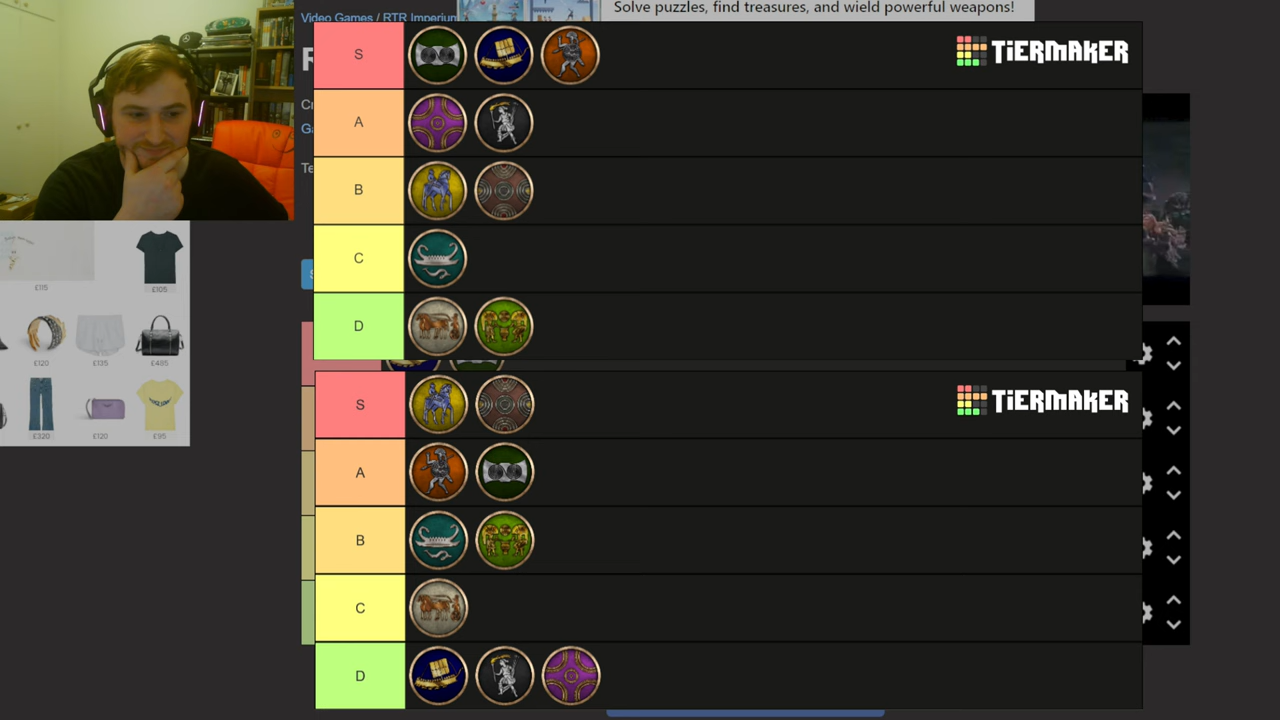 Solve puzzles, find treasures, and wield powerful weapons!
Video Games / RTR Imperium
S
TiERMAKER
A
B
C
D
£115
£105
£120
£135
£485
£320
£120
£95
S
TiERMAKER
A
B
C
D